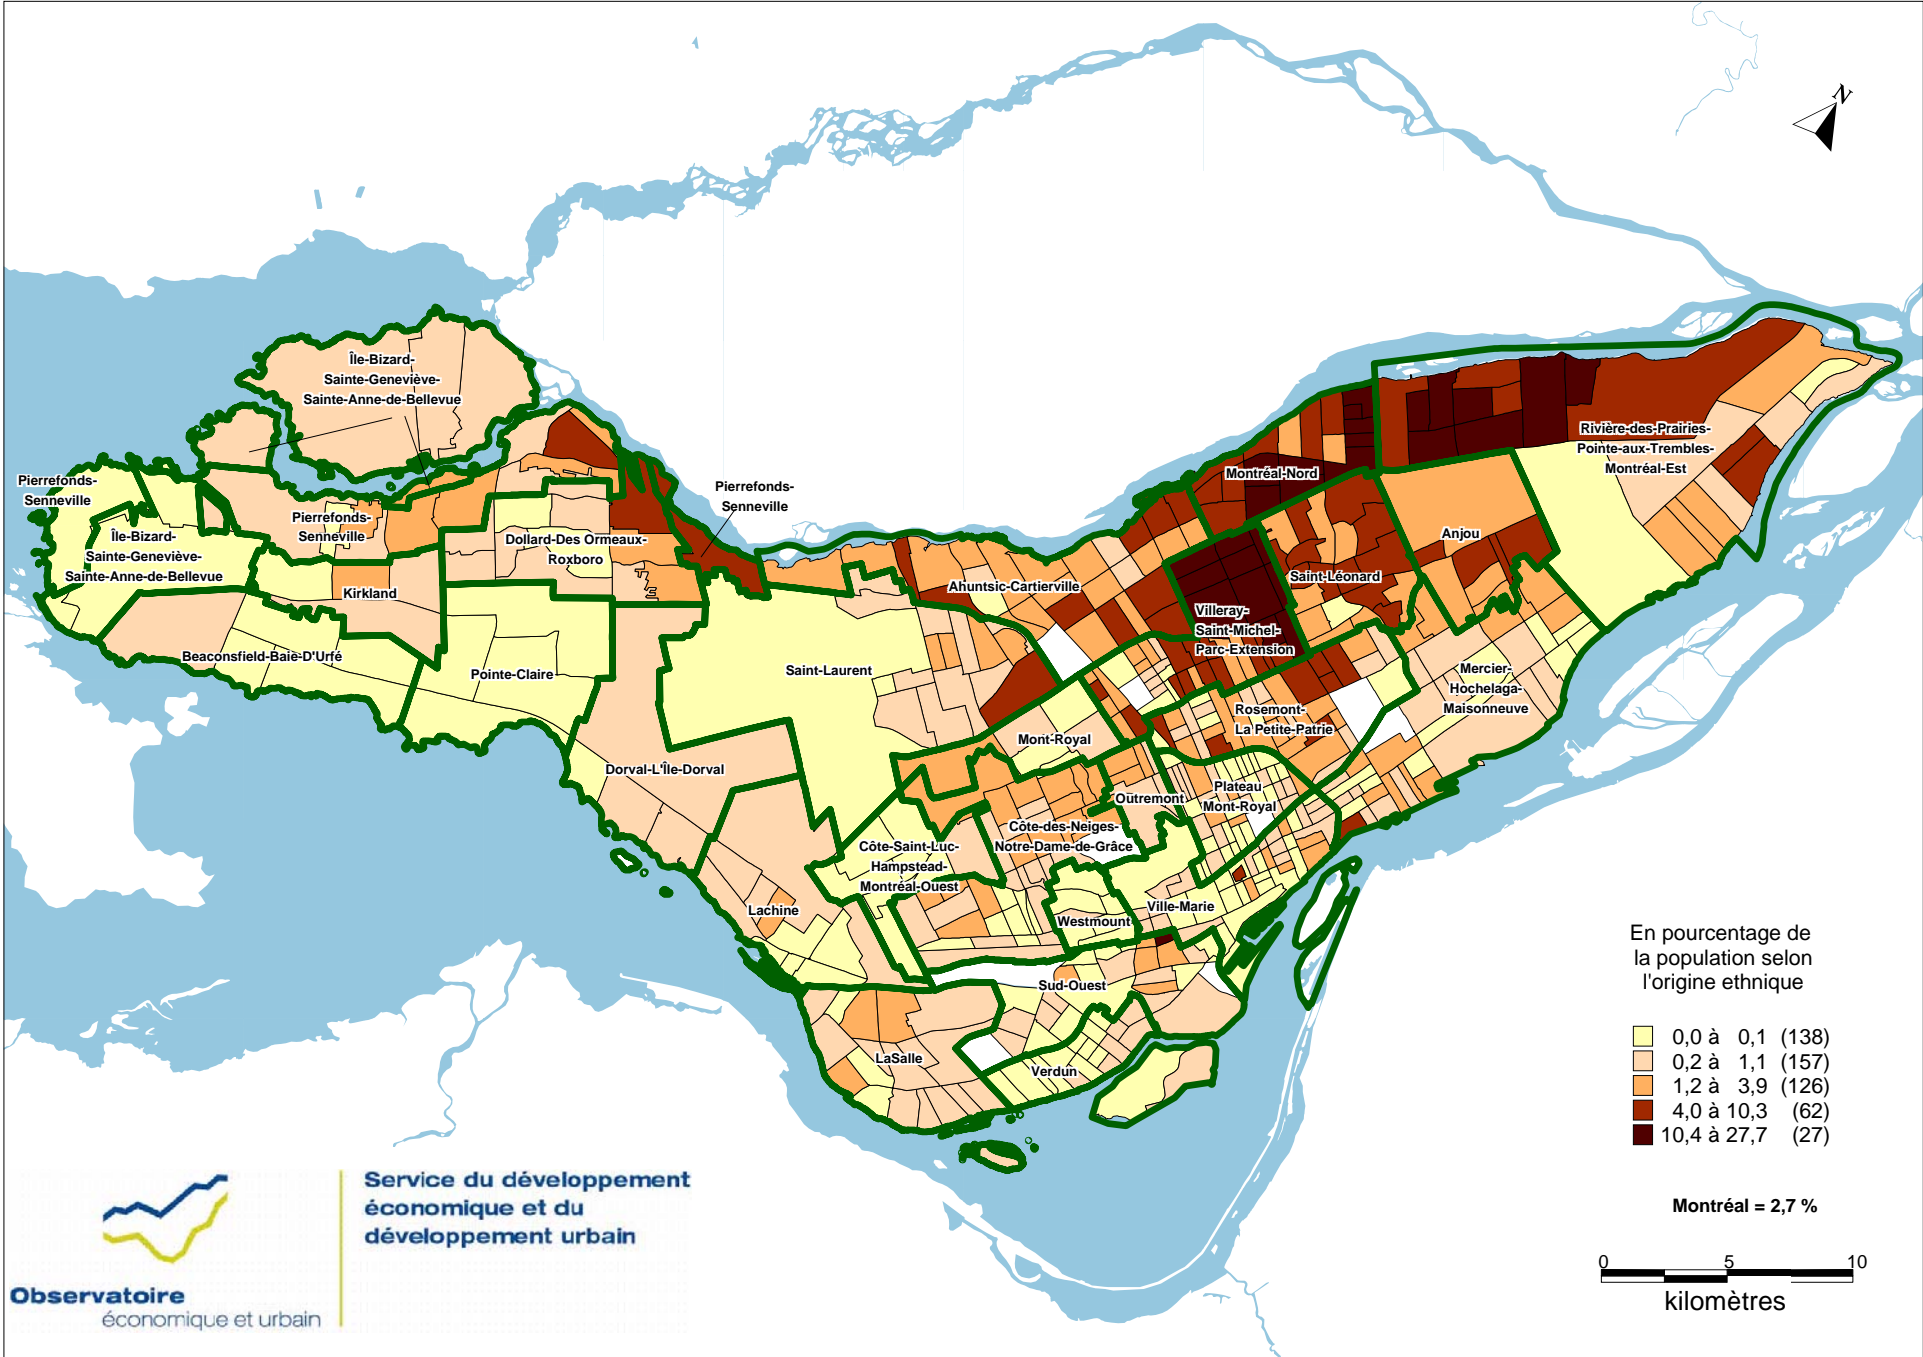 N
Île-Bizard-
Sainte-Geneviève-
Sainte-Anne-de-Bellevue
Pierrefonds-
Senneville
Pierrefonds-
Senneville
Pierrefonds-
Senneville
Île-Bizard-
Sainte-Geneviève-
Sainte-Anne-de-Bellevue
Dollard-Des Ormeaux-
Roxboro
Kirkland
Beaconsfield-Baie-D'Urfé
Pointe-Claire
Dorval-L'Île-Dorval
Saint-Laurent
Ahuntsic-Cartierville
Montréal-Nord
Rivière-des-Prairies-
Pointe-aux-Trembles-
Montréal-Est
Anjou
Saint-Léonard
Villeray-
Saint-Michel-
Parc-Extension
Mercier-
Hochelaga-
Maisonneuve
Rosemont-
La Petite-Patrie
Mont-Royal
Outremont
Plateau
Mont-Royal
Côte-des-Neiges-
Notre-Dame-de-Grâce
Côte-Saint-Luc-
Hampstead-
Montréal-Ouest
Lachine
Westmount
Ville-Marie
Sud-Ouest
LaSalle
Verdun
En pourcentage de
la population selon
l'origine ethnique
0,0 à 0,1 (138)
0,2 à 1,1 (157)
1,2 à 3,9 (126)
4,0 à 10,3 (62)
10,4 à 27,7 (27)
Montréal = 2,7 %
0 5 10
kilomètres
Service du développement
économique et du
développement urbain
Observatoire
économique et urbain